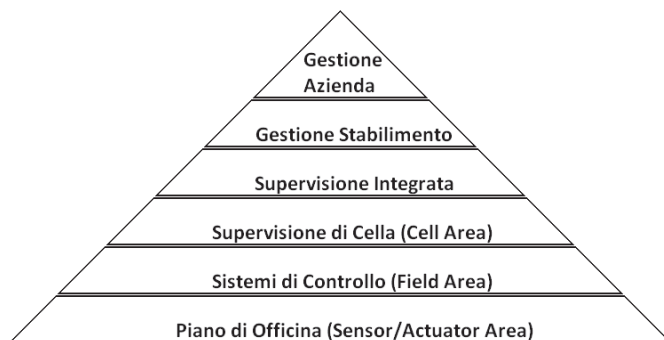 Gestione
Azienda
Gestione Stabilimento
Supervisione Integrata
Supervisione di Cella (Cell Area)
Sistemi di Controllo (Field Area)
Piano di Officina (Sensor/Actuator Area)